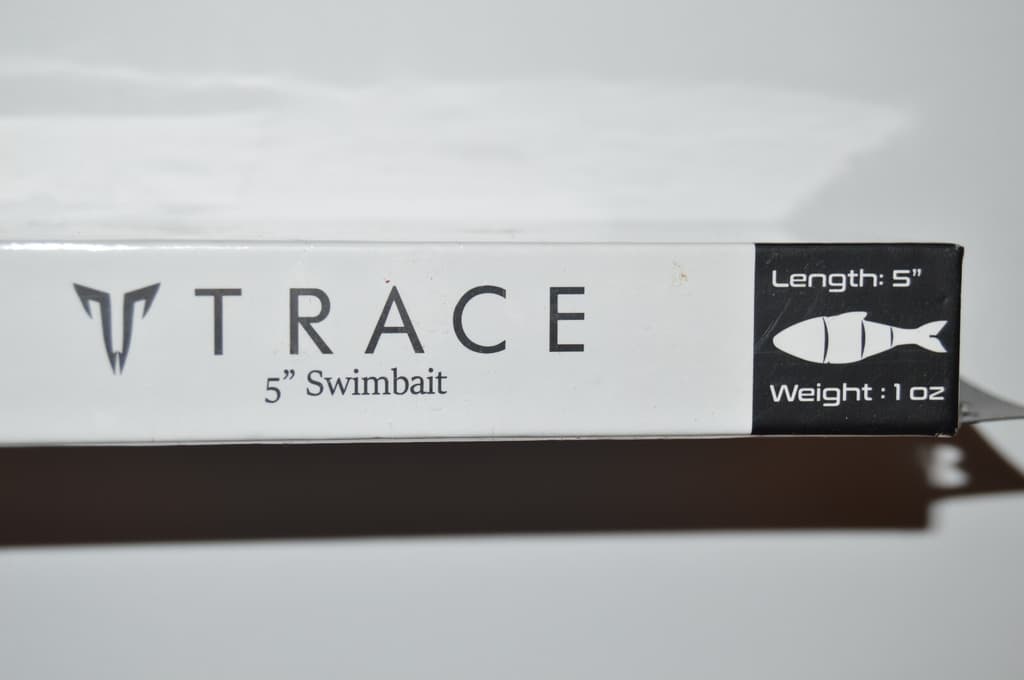 TRACE
5” Swimbait
Length: 5”
Weight : 1 oz